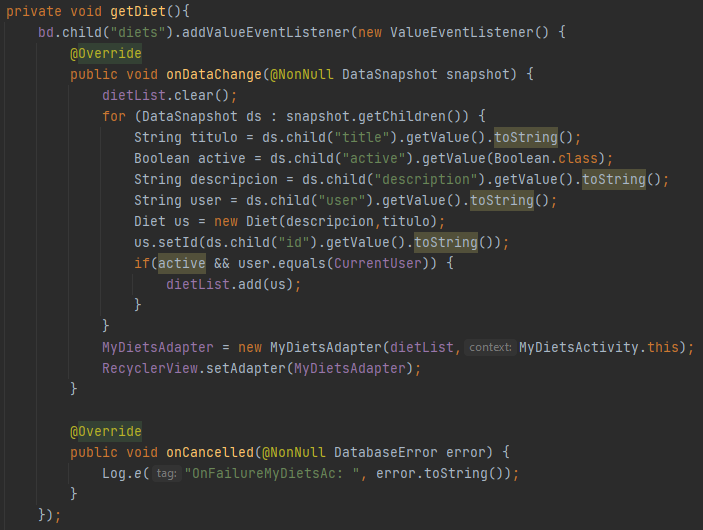 private void getDiet(){
bd.child("diets").addValueEventListener(new ValueEventListener() {
@Override
public void onDataChange(@NonNull DataSnapshot snapshot) {
dietList.clear();
for (DataSnapshot ds : snapshot.getChildren()) {
String titulo = ds.child("title").getValue().toString();
Boolean active = ds.child("active").getValue(Boolean.class);
String descripcion = ds.child("description").getValue().toString();
String user = ds.child("user").getValue().toString();
Diet us = new Diet(descripcion,titulo);
us.setId(ds.child("id").getValue().toString());
if(active && user.equals(CurrentUser)) {
dietList.add(us);
}
}
MyDietsAdapter = new MyDietsAdapter(dietList, context: MyDietsActivity.this);
RecyclerView.setAdapter(MyDietsAdapter);
}
@Override
public void onCancelled(@NonNull DatabaseError error) {
Log.e( tag: "OnFailureMyDietsAc: ", error.toString());
}
});